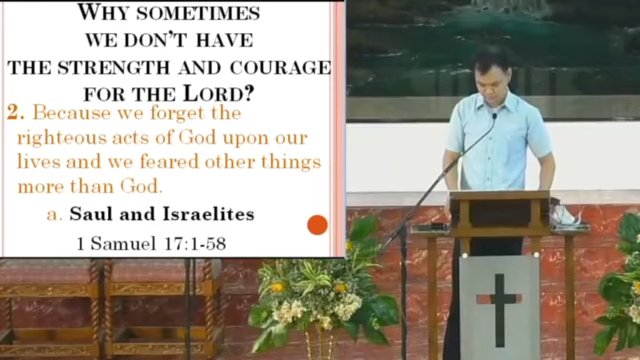 WHY SOMETIMES
WE DON'T HAVE
THE STRENGTH AND COURAGE
FOR THE LORD?
2. Because we forget the
righteous acts of God upon our
lives and we feared other things
more than God.
a. Saul and Israelites
1 Samuel 17:1-58